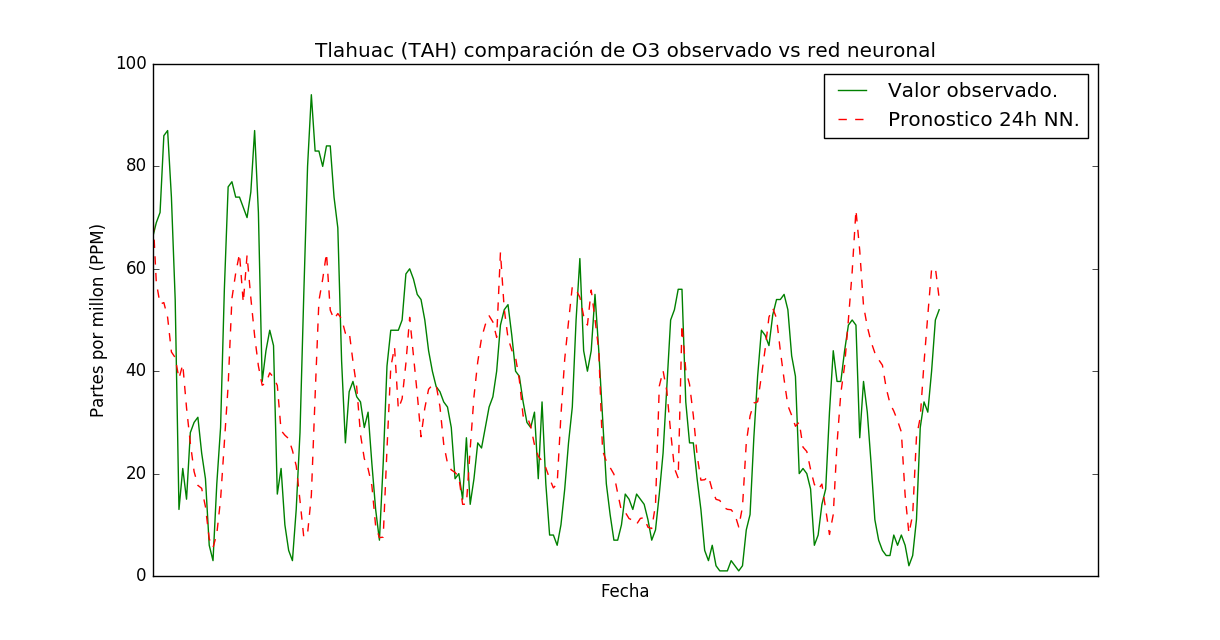 Tlahuac (TAH) comparación de O3 observado vs red neuronal
100
80
60
40
20
0
Partes por millon (PPM)
Fecha
Valor observado.
Pronostico 24h NN.